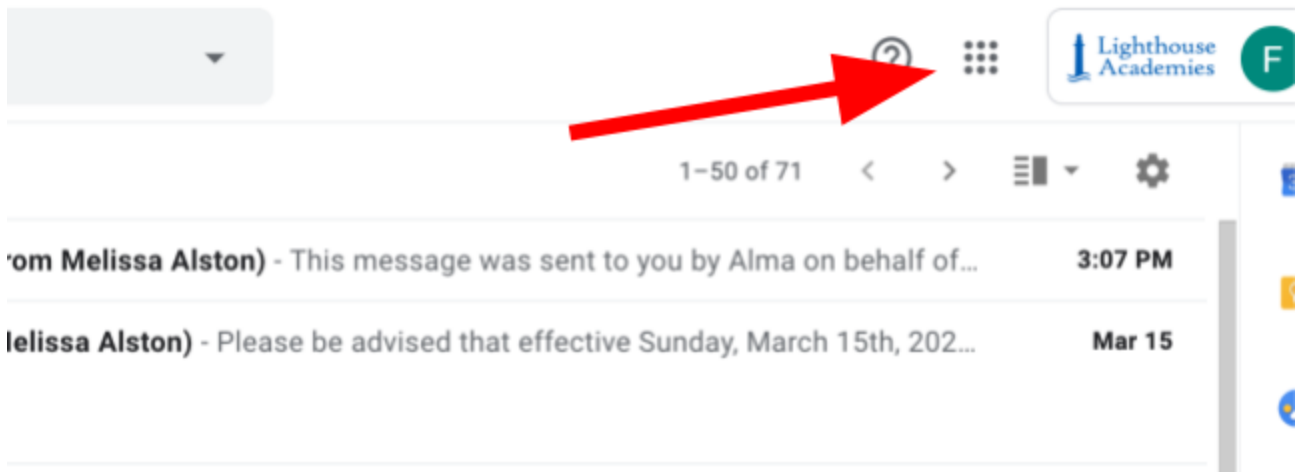 Lighthouse
Academies
F
1–50 of 71
rom Melissa Alston) - This message was sent to you by Alma on behalf of...
3:07 PM
elissa Alston) - Please be advised that effective Sunday, March 15th, 202...
Mar 15